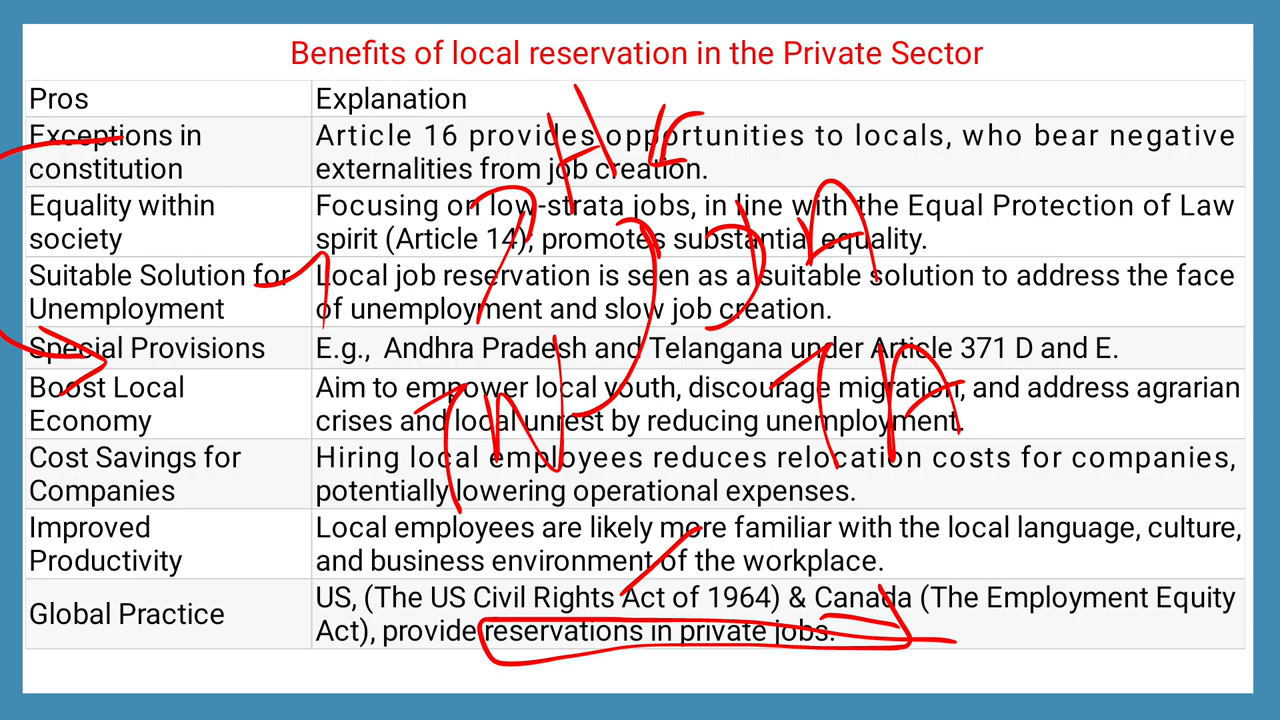 Benefits of local reservation in the Private Sector
Pros Explanation
Exceptions in constitution Article 16 provides opportunities to locals, who bear negative externalities from job creation.
Equality within society Focusing on low-strata jobs, in line with the Equal Protection of Law spirit (Article 14); promotes substantial equality.
Suitable Solution for Unemployment Local job reservation is seen as a suitable solution to address the face of unemployment and slow job creation.
Special Provisions E.g., Andhra Pradesh and Telangana under Article 371 D and E.
Boost Local Economy Aim to empower local youth, discourage migration, and address agrarian crises and local unrest by reducing unemployment.
Cost Savings for Companies Hiring local employees reduces relocation costs for companies, potentially lowering operational expenses.
Improved Productivity Local employees are likely more familiar with the local language, culture, and business environment of the workplace.
Global Practice US, (The US Civil Rights Act of 1964) & Canada (The Employment Equity Act), provide reservations in private jobs.